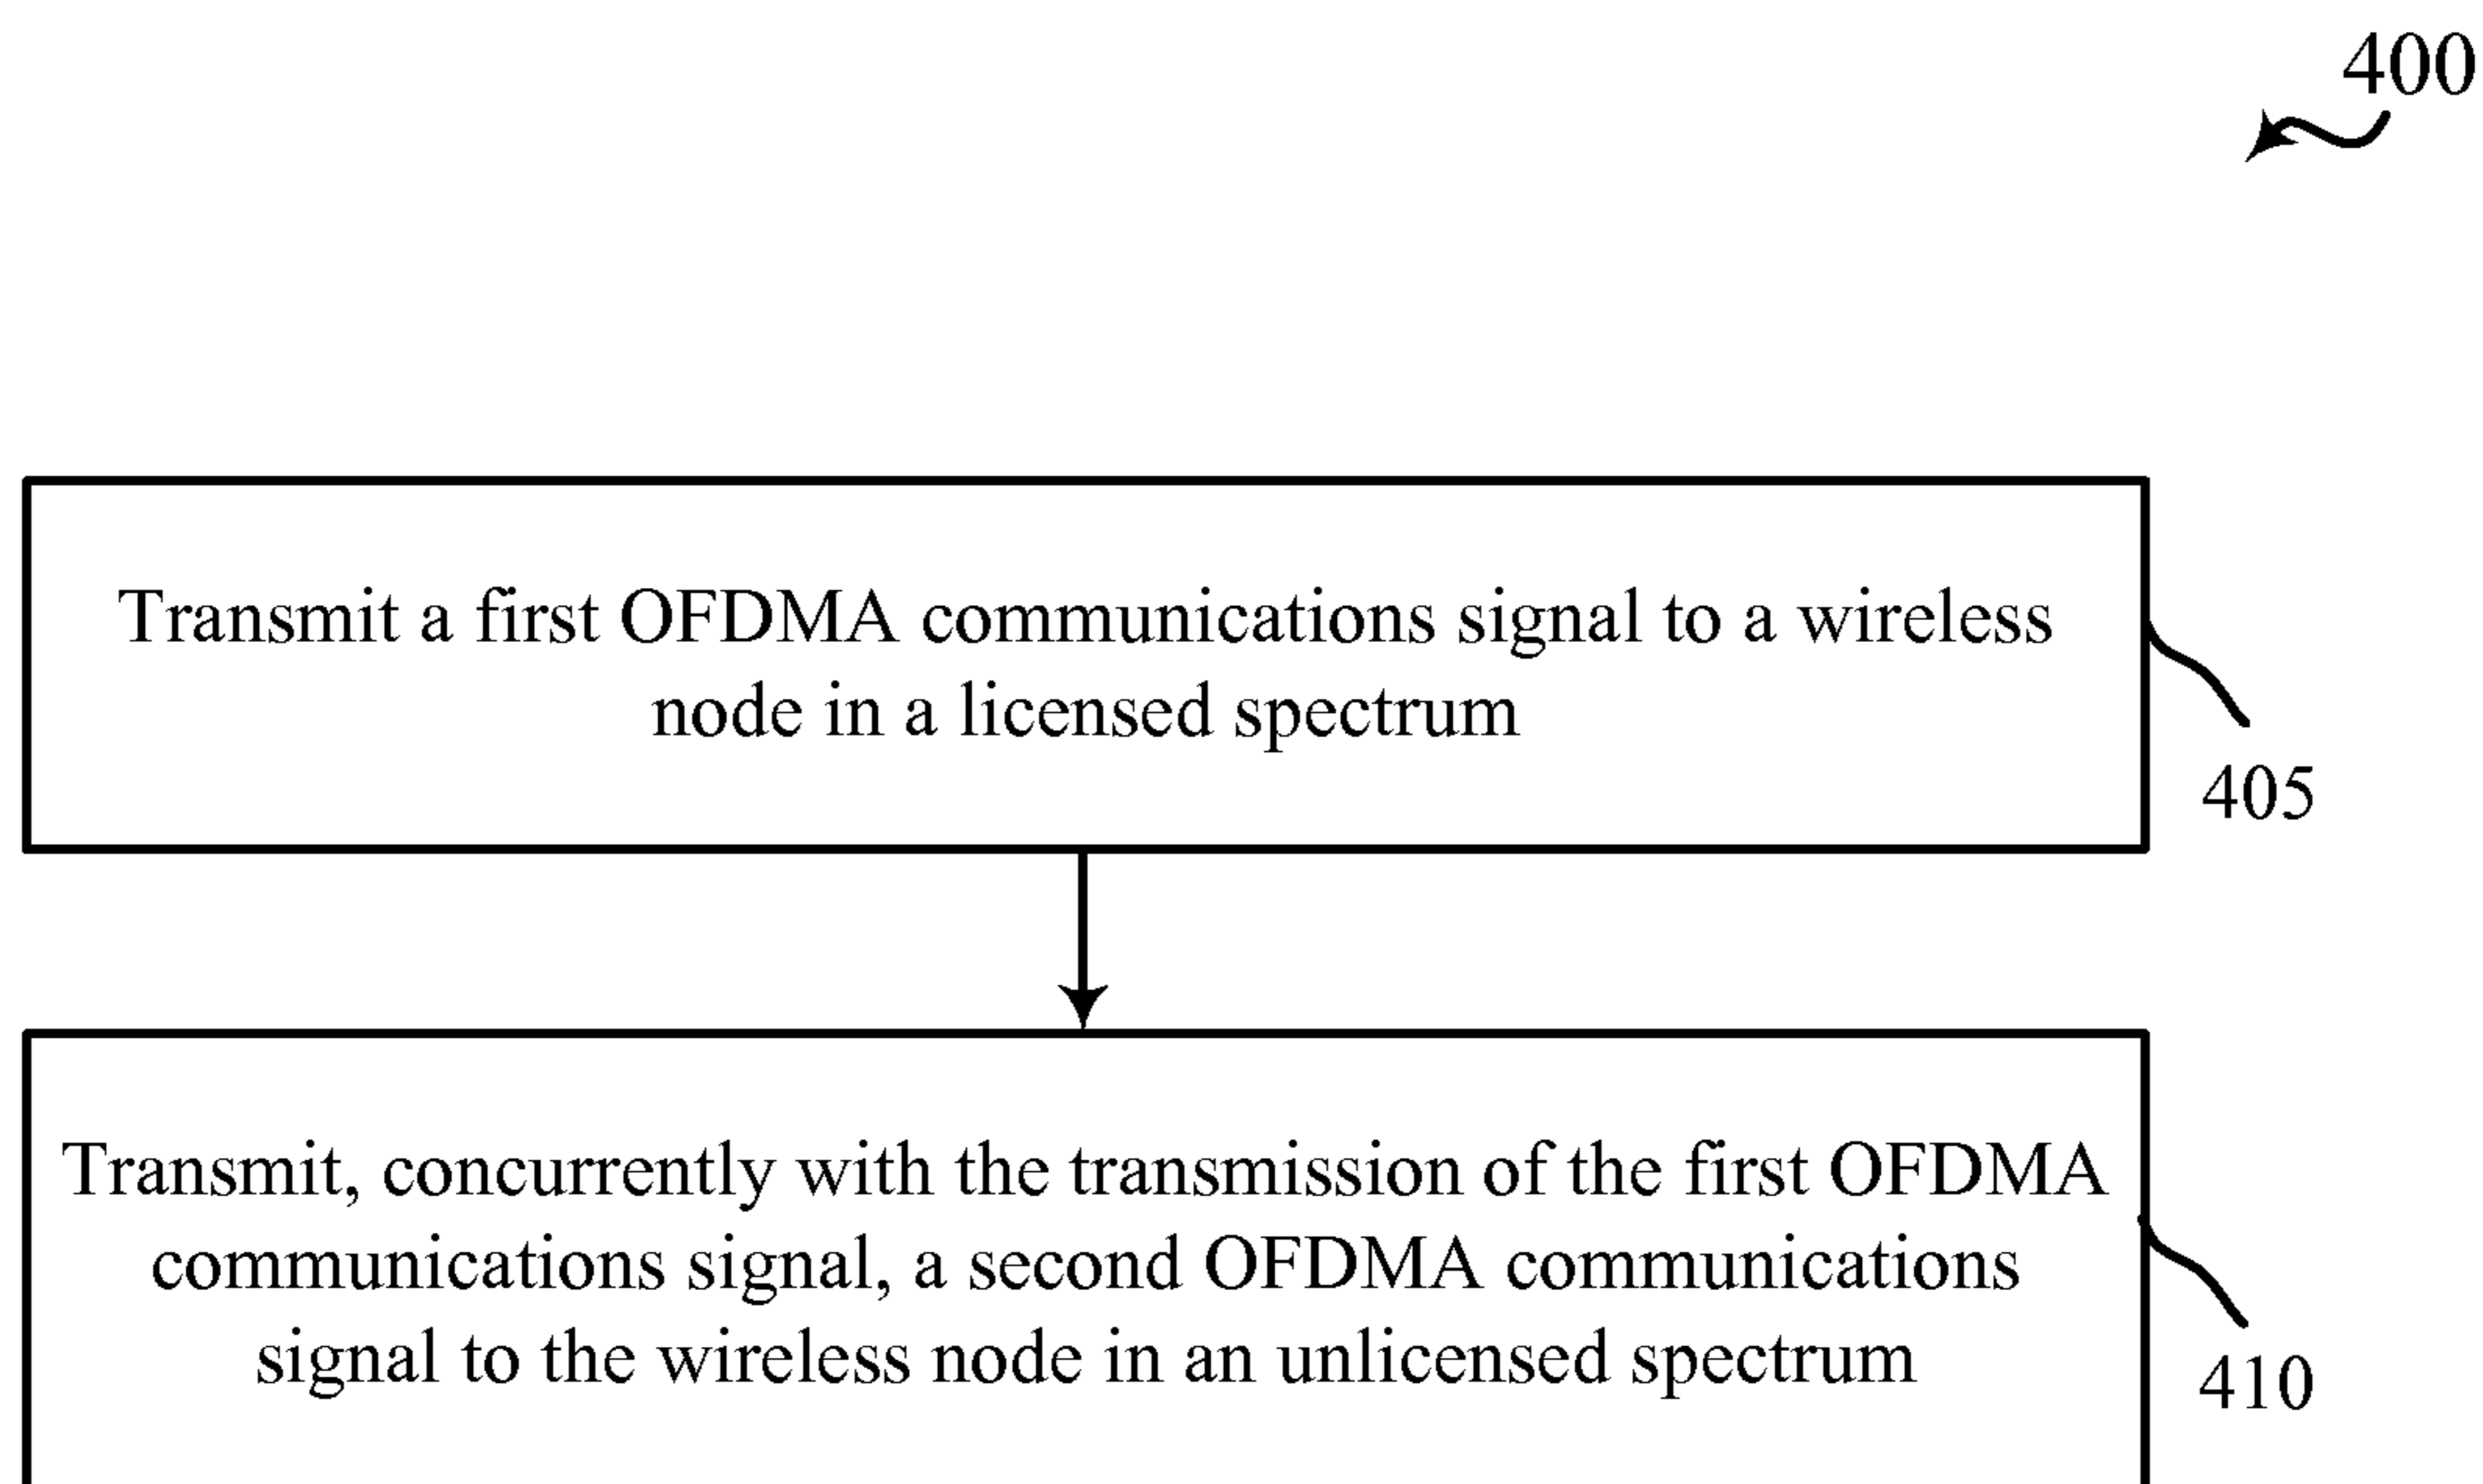 400
Transmit a first OFDMA communications signal to a wireless
node in a licensed spectrum
405
Transmit, concurrently with the transmission of the first OFDMA
communications signal, a second OFDMA communications
signal to the wireless node in an unlicensed spectrum
410